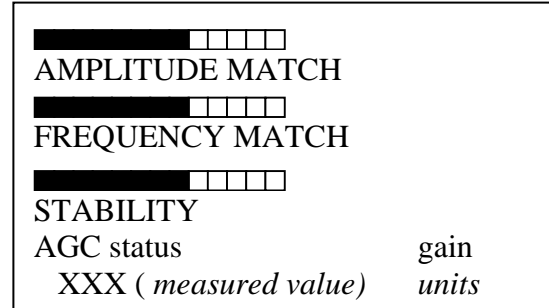 AMPLITUDE MATCH
FREQUENCY MATCH
STABILITY
AGC status gain
XXX ( measured value) units